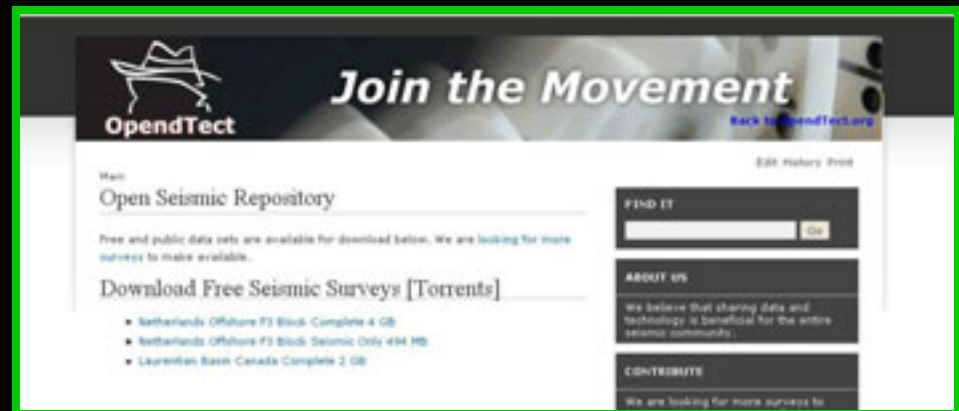 Join the Movement
OpendTect
Back to OpendTect.org
Edit History Print
Main
Open Seismic Repository
Free and public data sets are available for download below. We are looking for more
surveys to make available.
Download Free Seismic Surveys [Torrents]
Netherlands Offshore F3 Block Complete 4 GB
Netherlands Offshore F3 Block Seismic Only 494 MB
Laurentian Basin Canada Complete 2 GB
FIND IT
Go
ABOUT US
We believe that sharing data and
technology is beneficial for the entire
seismic community.
CONTRIBUTE
We are looking for more surveys to